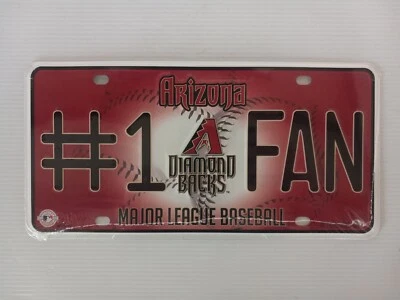 Arizona
#1 FAN
DIAMOND
BACKS
MAJOR LEAGUE BASEBALL